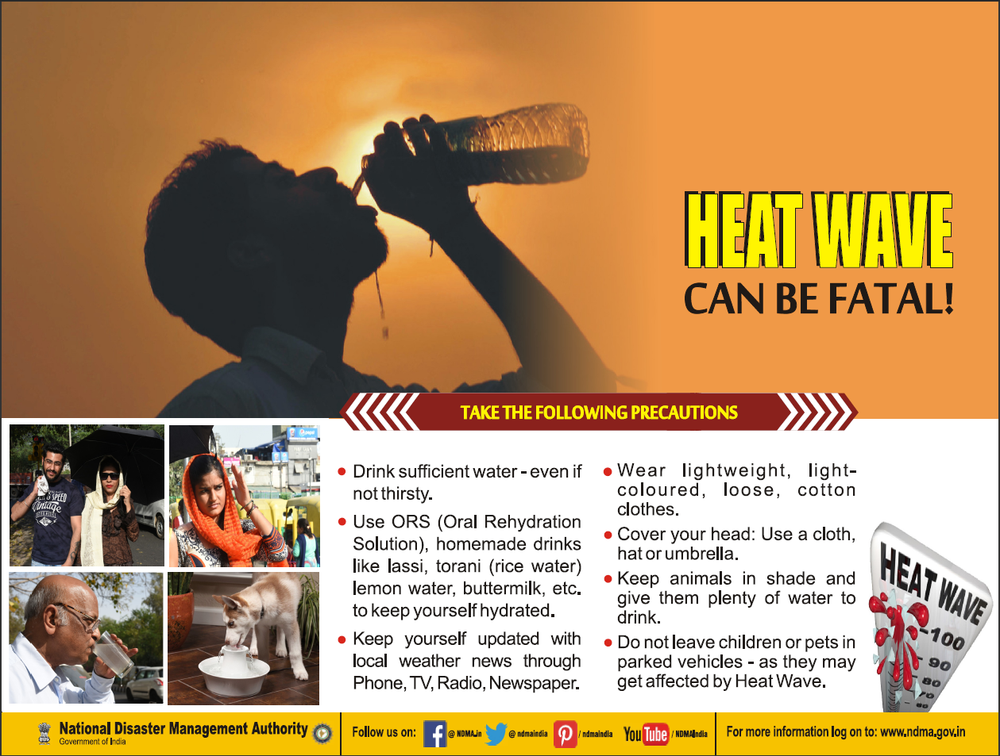 HEAT WAVE
CAN BE FATAL!
TAKE THE FOLLOWING PRECAUTIONS
Drink sufficient water - even if
not thirsty.
Use ORS (Oral Rehydration
Solution), homemade drinks
like lassi, torani (rice water)
lemon water, buttermilk, etc.
to keep yourself hydrated.
Keep yourself updated with
local weather news through
Phone, TV, Radio, Newspaper.
Wear lightweight, light-
coloured, loose, cotton
clothes.
Cover your head: Use a cloth,
hat or umbrella.
Keep animals in shade and
give them plenty of water to
drink.
Do not leave children or pets in
parked vehicles - as they may
get affected by Heat Wave.
HEAT WAVE
100
90
80
70
SPEED
Vintage
National Disaster Management Authority
Government of India
Follow us on: @ NDMA.in @ ndmaindia / ndmaindia YouTube / NDMAIndia
For more information log on to: www.ndma.gov.in